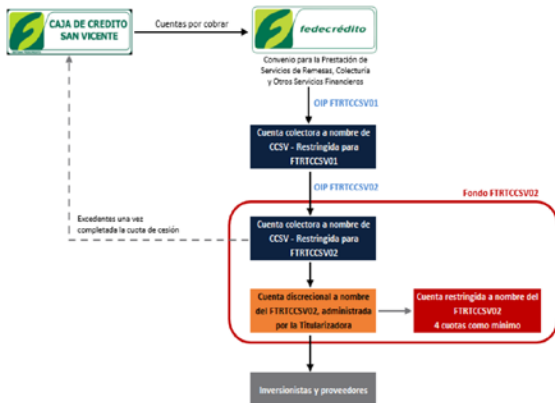 CAJA DE CREDITO
SAN VICENTE
Cuentas por cobrar
fedecrédito
Convenio para la Prestación de
Servicios de Remesas, Colecturía
y Otros Servicios Financieros
OIP FTRTCCSV01
Cuenta colectora a nombre de
CCSV - Restringida para
FTRTCCSV01
OIP FTRTCCSV02
Fondo FTRTCCSV02
Excedentes una vez
completada la cuota de cesión
Cuenta colectora a nombre de
CCSV - Restringida para
FTRTCCSV02
Cuenta discrecional a nombre
del FTRTCCSV02, administrada
por la Titularizadora
Cuenta restringida a nombre del
FTRTCCSV02
4 cuotas como mínimo
Inversionistas y proveedores